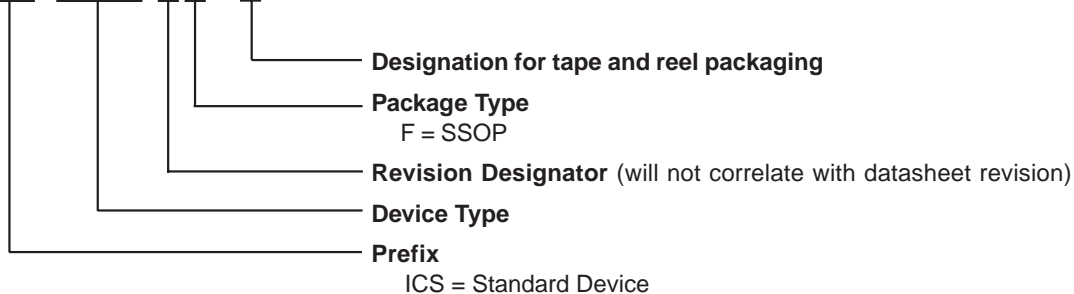 Designation for tape and reel packaging
Package Type
F = SSOP
Revision Designator (will not correlate with datasheet revision)
Device Type
Prefix
ICS = Standard Device